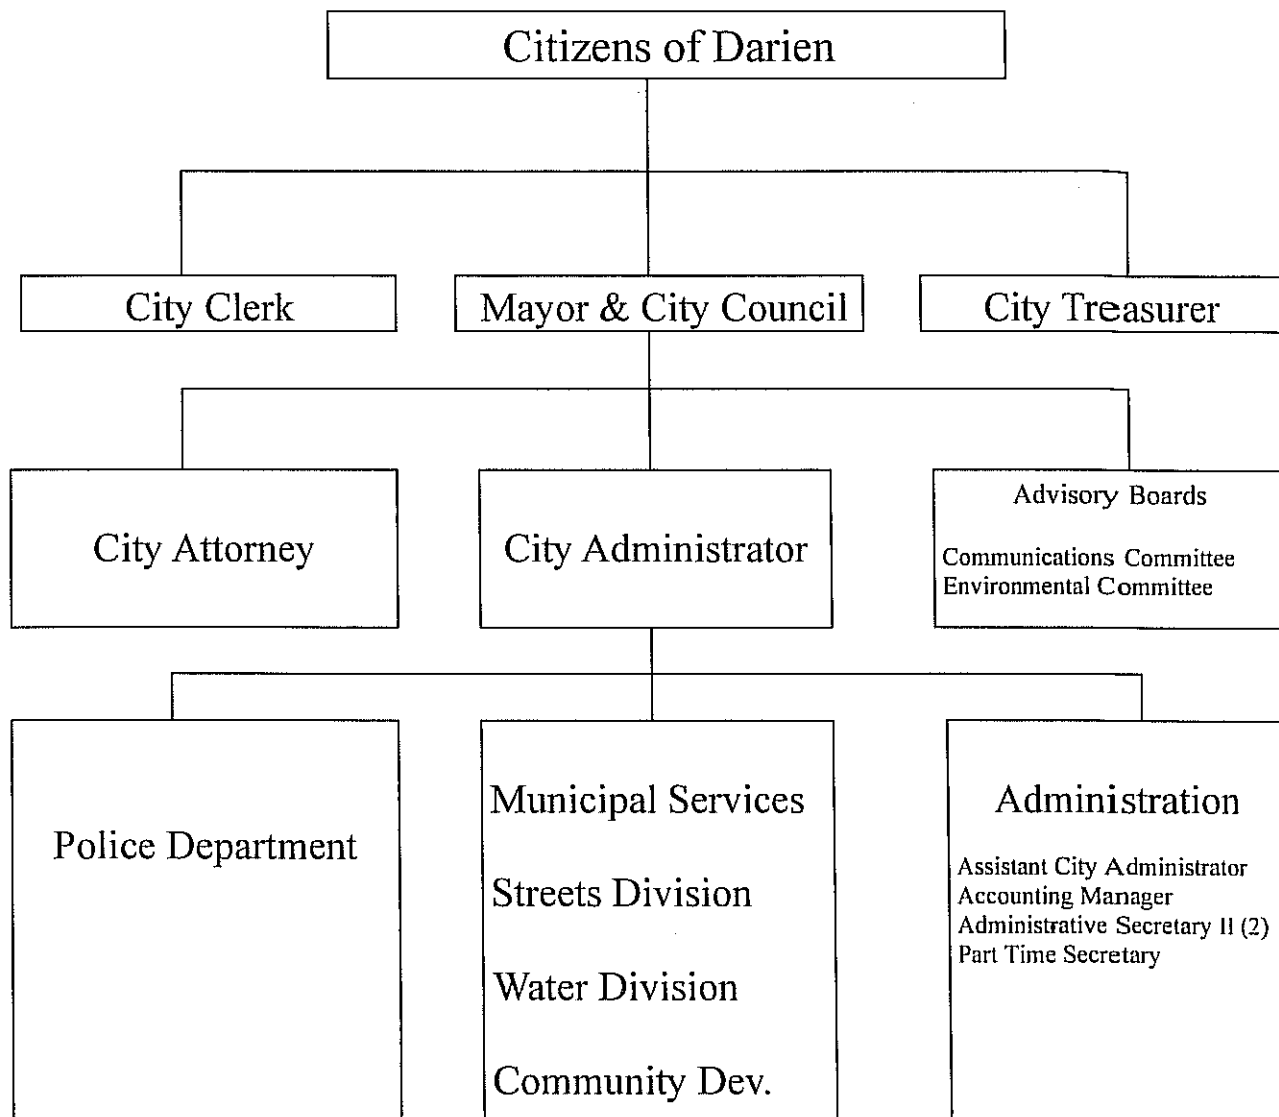 Citizens of Darien
City Clerk
Mayor & City Council
City Treasurer
City Attorney
City Administrator
Advisory Boards
Communications Committee
Environmental Committee
Police Department
Municipal Services
Streets Division
Water Division
Community Dev.
Administration
Assistant City Administrator
Accounting Manager
Administrative Secretary II (2)
Part Time Secretary